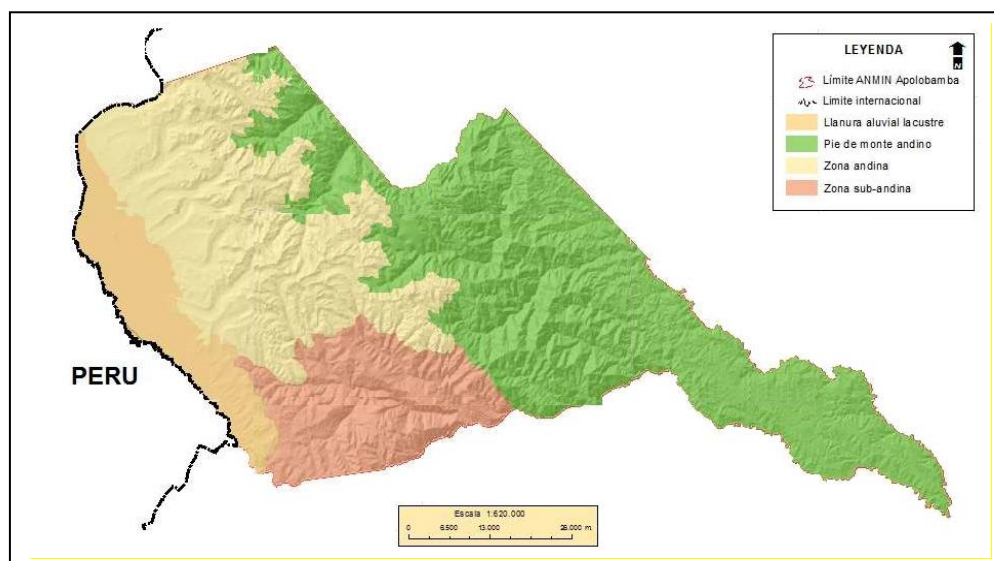 LEYENDA
N
Límite ANMIN Apolobamba
Limite internacional
Llanura aluvial lacustre
Pie de monte andino
Zona andina
Zona sub-andina
PERU
Escala 1:620.000
0 6.500 13.000 26.000 m.